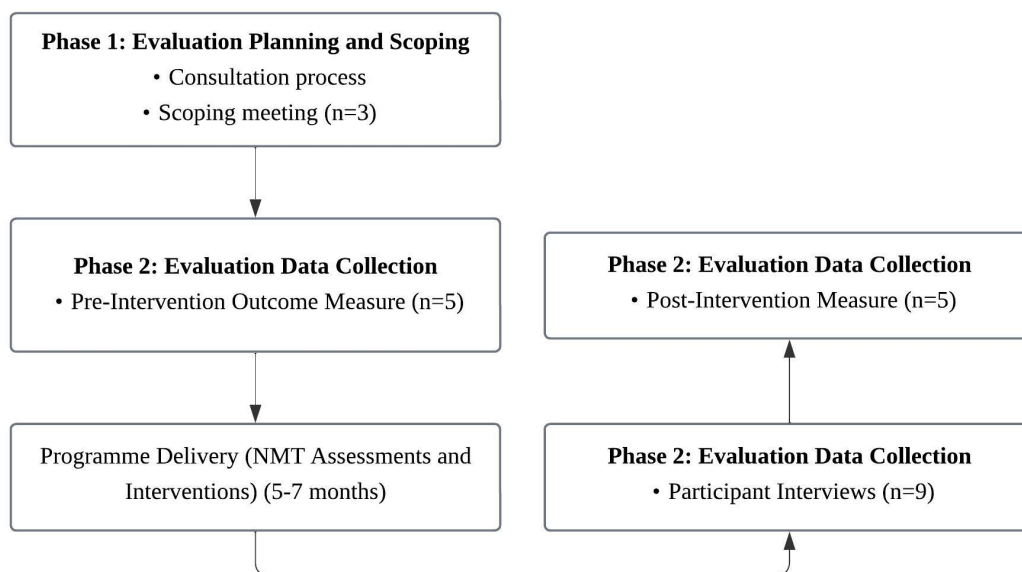 Phase 1: Evaluation Planning and Scoping
• Consultation process
• Scoping meeting (n=3)
Phase 2: Evaluation Data Collection
• Pre-Intervention Outcome Measure (n=5)
Programme Delivery (NMT Assessments and
Interventions) (5-7 months)
Phase 2: Evaluation Data Collection
• Post-Intervention Measure (n=5)
Phase 2: Evaluation Data Collection
• Participant Interviews (n=9)